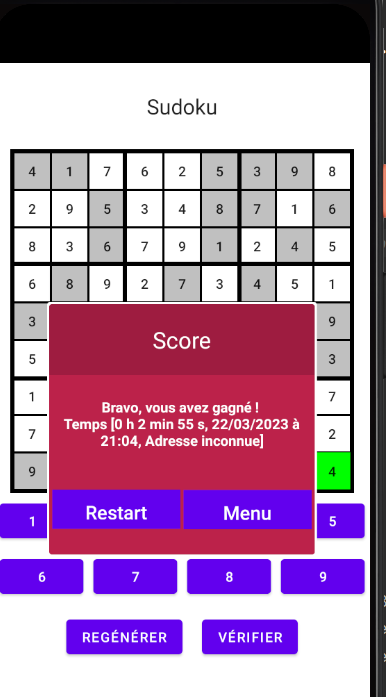 Sudoku
4 1 7 6 2 5 3 9 8
2 9 5 3 4 8 7 1 6
8 3 6 7 9 1 2 4 5
6 8 9 2 7 3 4 5 1
3 9
5 3
1 7
7 2
9 4
Score
Bravo, vous avez gagné !
Temps [0 h 2 min 55 s, 22/03/2023 à
21:04, Adresse inconnue]
Restart Menu
1 5
6 7 8 9
REGÉNÉRER VÉRIFIER